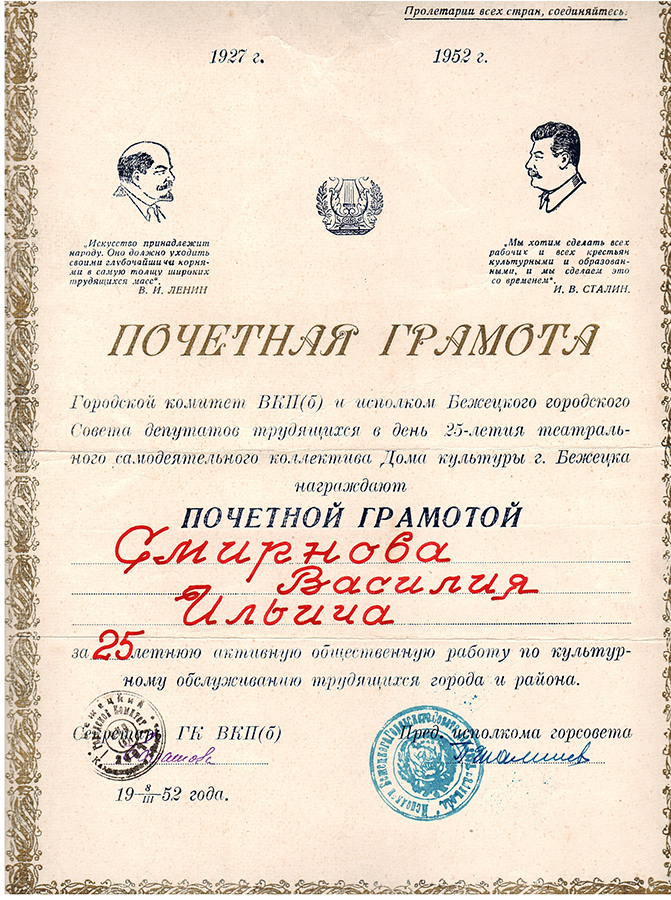 Пролетарии всех стран, соединяйтесь.
1927 г. 1952 г.
„Искусство принадлежит
народу. Оно должно уходить
своими глубочайшими корня-
ми в самую толщу широких
трудящихся масс“.
В. И. ЛЕНИН
„Мы хотим сделать всех
рабочих и всех крестьян
культурными и образован-
ными, и мы сделаем это
со временем“.
И. В. СТАЛИН.
ПОЧЕТНАЯ ГРАМОТА
Городской комитет ВКП(б) и исполком Бежецкого городского
Совета депутатов трудящихся в день 25-летия театраль-
ного самодеятельного коллектива Дома культуры г. Бежецка
награждают
ПОЧЕТНОЙ ГРАМОТОЙ
Смирнова
Василия
Ильича
за 25 летнюю активную общественную работу по культур-
ному обслуживанию трудящихся города и района.
Секретарь ГК ВКП(б) Пред. исполкома горсовета
19 8/III 52 года.